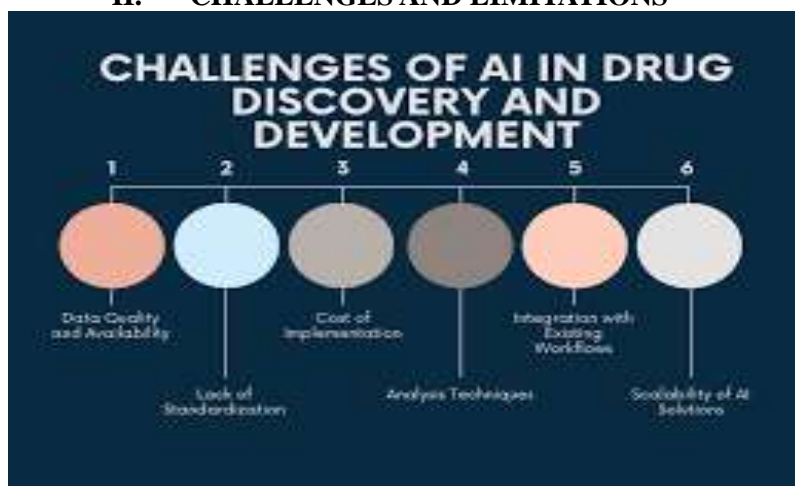 II. CHALLENGES AND LIMITATIONS
CHALLENGES OF AI IN DRUG
DISCOVERY AND
DEVELOPMENT
1 2 3 4 5 6
Data Quality
and Availability
Cost of
Implementation
Integration with
Existing
Workflows
Lack of
Standardization
Analysis Techniques
Scalability of AI
Solutions